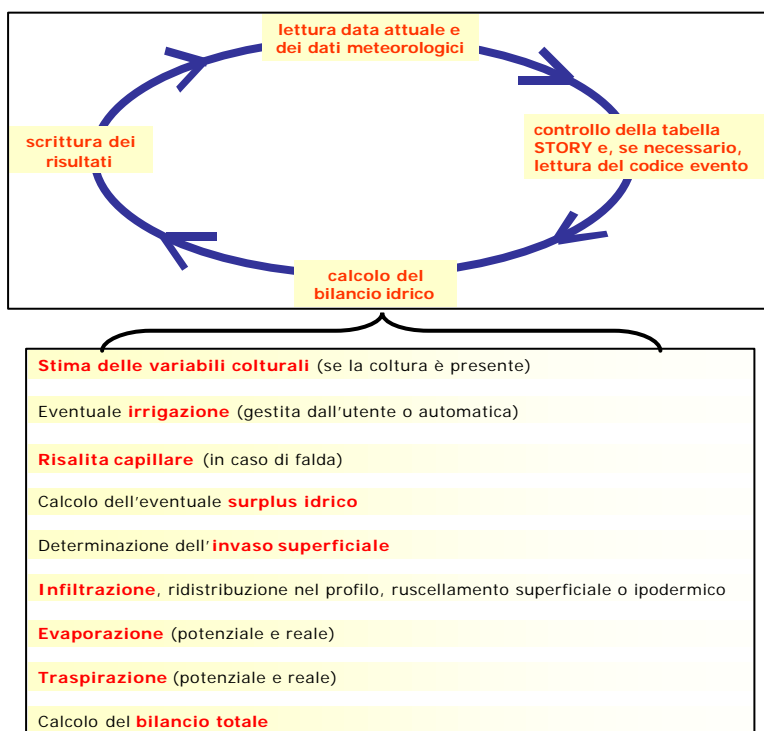 lettura data attuale e
dei dati meteorologici
scrittura dei
risultati
controllo della tabella
STORY e, se necessario,
lettura del codice evento
calcolo del
bilancio idrico
Stima delle variabili colturali (se la coltura è presente)
Eventuale irrigazione (gestita dall'utente o automatica)
Risalita capillare (in caso di falda)
Calcolo dell'eventuale surplus idrico
Determinazione dell'invaso superficiale
Infiltrazione, ridistribuzione nel profilo, ruscellamento superficiale o ipodermico
Evaporazione (potenziale e reale)
Traspirazione (potenziale e reale)
Calcolo del bilancio totale